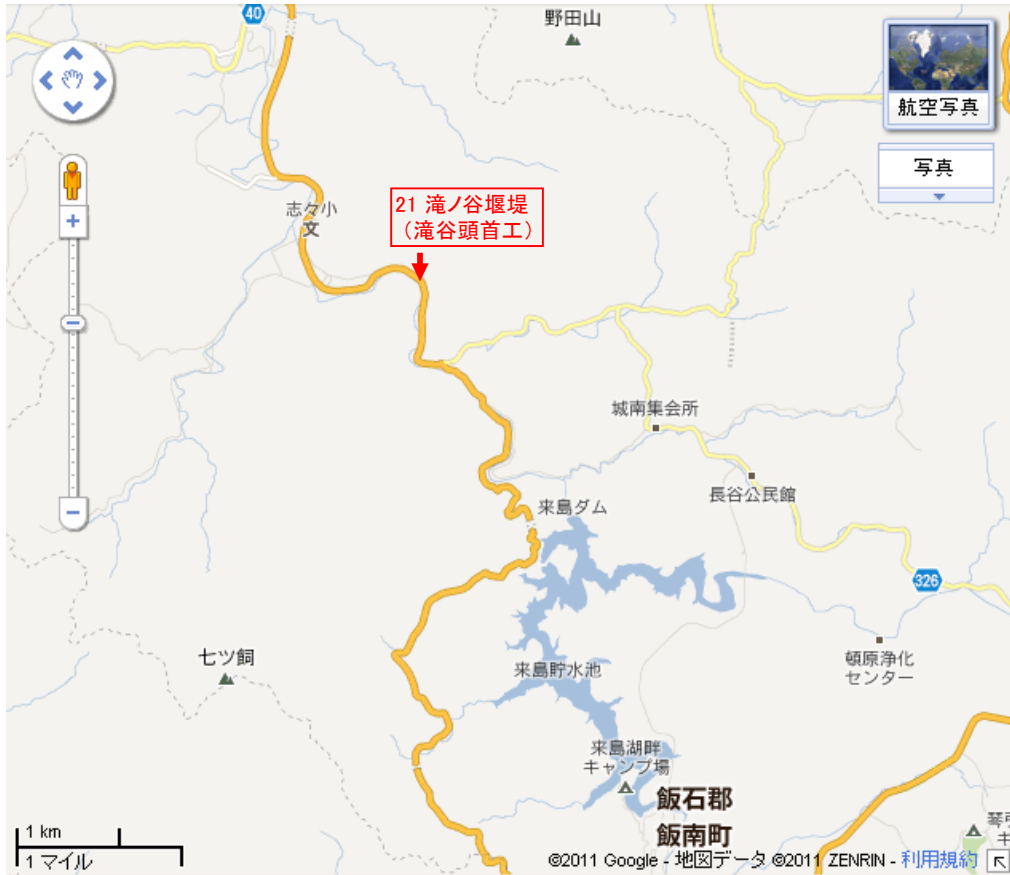 40
野田山
航空写真
写真
志々小
文
21 滝ノ谷堰堤
（滝谷頭首工）
+
−
城南集会所
長谷公民館
来島ダム
326
頓原浄化
センター
七ツ飼
来島貯水池
来島湖畔
キャンプ場
飯石郡
飯南町
琴弓
キ
1 km
1 マイル
©2011 Google - 地図データ ©2011 ZENRIN - 利用規約